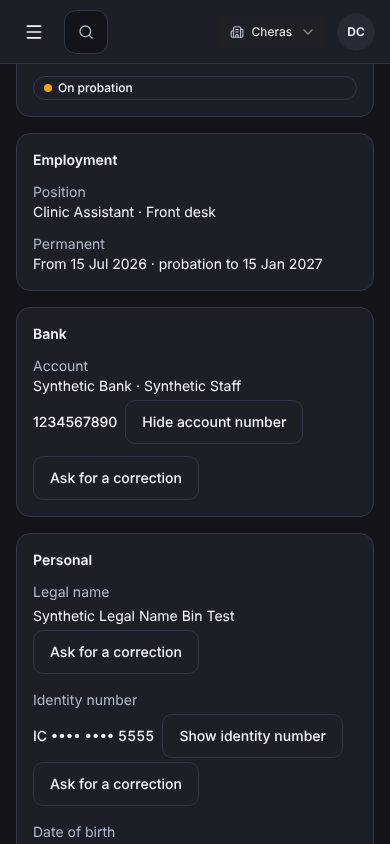 Cheras
DC
On probation
Employment
Position
Clinic Assistant · Front desk
Permanent
From 15 Jul 2026 · probation to 15 Jan 2027
Bank
Account
Synthetic Bank · Synthetic Staff
1234567890 Hide account number
Ask for a correction
Personal
Legal name
Synthetic Legal Name Bin Test
Ask for a correction
Identity number
IC •••• •••• 5555 Show identity number
Ask for a correction
Date of birth